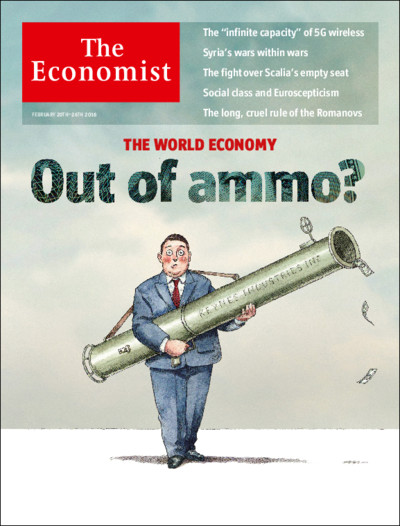 The
Economist
FEBRUARY 20TH–26TH 2016
The “infinite capacity” of 5G wireless
Syria’s wars within wars
The fight over Scalia’s empty seat
Social class and Euroscepticism
The long, cruel rule of the Romanovs
THE WORLD ECONOMY
Out of ammo?
KEYNES INDUSTRIES INC